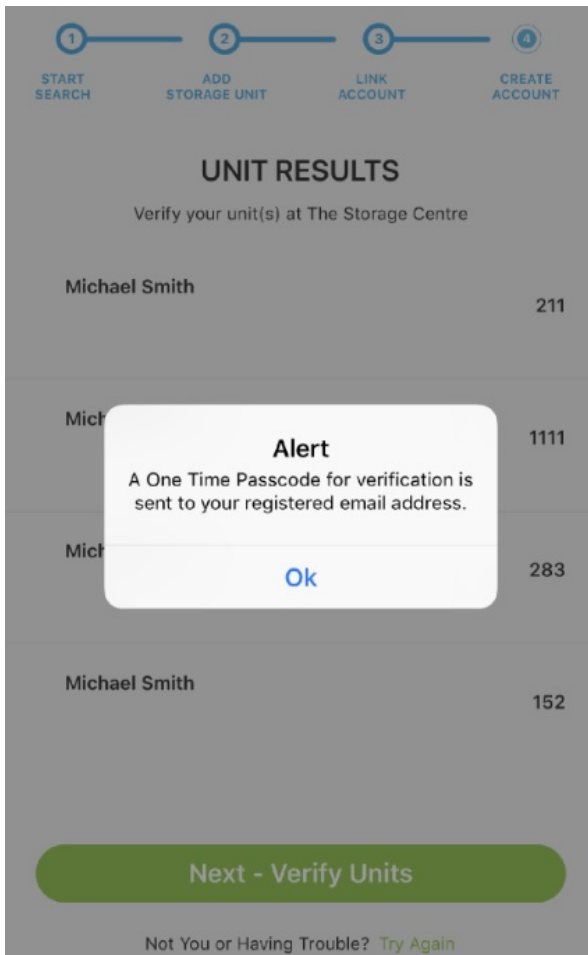 1 2 3 4
START SEARCH
ADD STORAGE UNIT
LINK ACCOUNT
CREATE ACCOUNT
UNIT RESULTS
Verify your unit(s) at The Storage Centre
Michael Smith
211
Mich
1111
Alert
A One Time Passcode for verification is
sent to your registered email address.
Ok
Mich
283
Michael Smith
152
Next - Verify Units
Not You or Having Trouble? Try Again